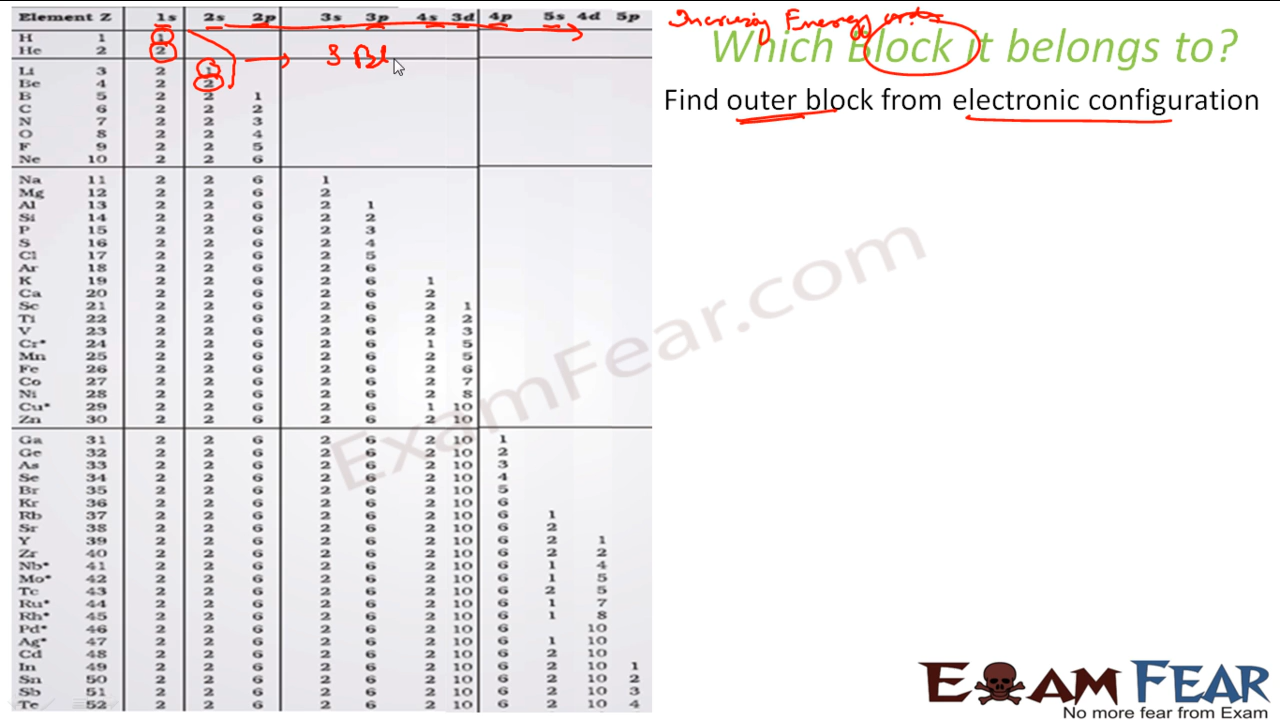 Element Z 1s 2s 2p 3s 3p 4s 3d 4p 5s 4d 5p
H 1 1
He 2 2
Li 3 2 1
Be 4 2 2
B 5 2 2 1
C 6 2 2 2
N 7 2 2 3
O 8 2 2 4
F 9 2 2 5
Ne 10 2 2 6
Na 11 2 2 6 1
Mg 12 2 2 6 2
Al 13 2 2 6 2 1
Si 14 2 2 6 2 2
P 15 2 2 6 2 3
S 16 2 2 6 2 4
Cl 17 2 2 6 2 5
Ar 18 2 2 6 2 6
K 19 2 2 6 2 6 1
Ca 20 2 2 6 2 6 2
Sc 21 2 2 6 2 6 2 1
Ti 22 2 2 6 2 6 2 2
V 23 2 2 6 2 6 2 3
Cr* 24 2 2 6 2 6 1 5
Mn 25 2 2 6 2 6 2 5
Fe 26 2 2 6 2 6 2 6
Co 27 2 2 6 2 6 2 7
Ni 28 2 2 6 2 6 2 8
Cu* 29 2 2 6 2 6 1 10
Zn 30 2 2 6 2 6 2 10
Ga 31 2 2 6 2 6 2 10 1
Ge 32 2 2 6 2 6 2 10 2
As 33 2 2 6 2 6 2 10 3
Se 34 2 2 6 2 6 2 10 4
Br 35 2 2 6 2 6 2 10 5
Kr 36 2 2 6 2 6 2 10 6
Rb 37 2 2 6 2 6 2 10 6 1
Sr 38 2 2 6 2 6 2 10 6 2
Y 39 2 2 6 2 6 2 10 6 2 1
Zr 40 2 2 6 2 6 2 10 6 2 2
Nb* 41 2 2 6 2 6 2 10 6 1 4
Mo* 42 2 2 6 2 6 2 10 6 1 5
Tc 43 2 2 6 2 6 2 10 6 2 5
Ru* 44 2 2 6 2 6 2 10 6 1 7
Rh* 45 2 2 6 2 6 2 10 6 1 8
Pd* 46 2 2 6 2 6 2 10 6 10
Ag* 47 2 2 6 2 6 2 10 6 1 10
Cd 48 2 2 6 2 6 2 10 6 2 10
In 49 2 2 6 2 6 2 10 6 2 10 1
Sn 50 2 2 6 2 6 2 10 6 2 10 2
Sb 51 2 2 6 2 6 2 10 6 2 10 3
Te 52 2 2 6 2 6 2 10 6 2 10 4
S Bl
Increasing Energy
Which Block it belongs to?
Find outer block from electronic configuration
ExamFear.com
EXAM FEAR
No more fear from Exam